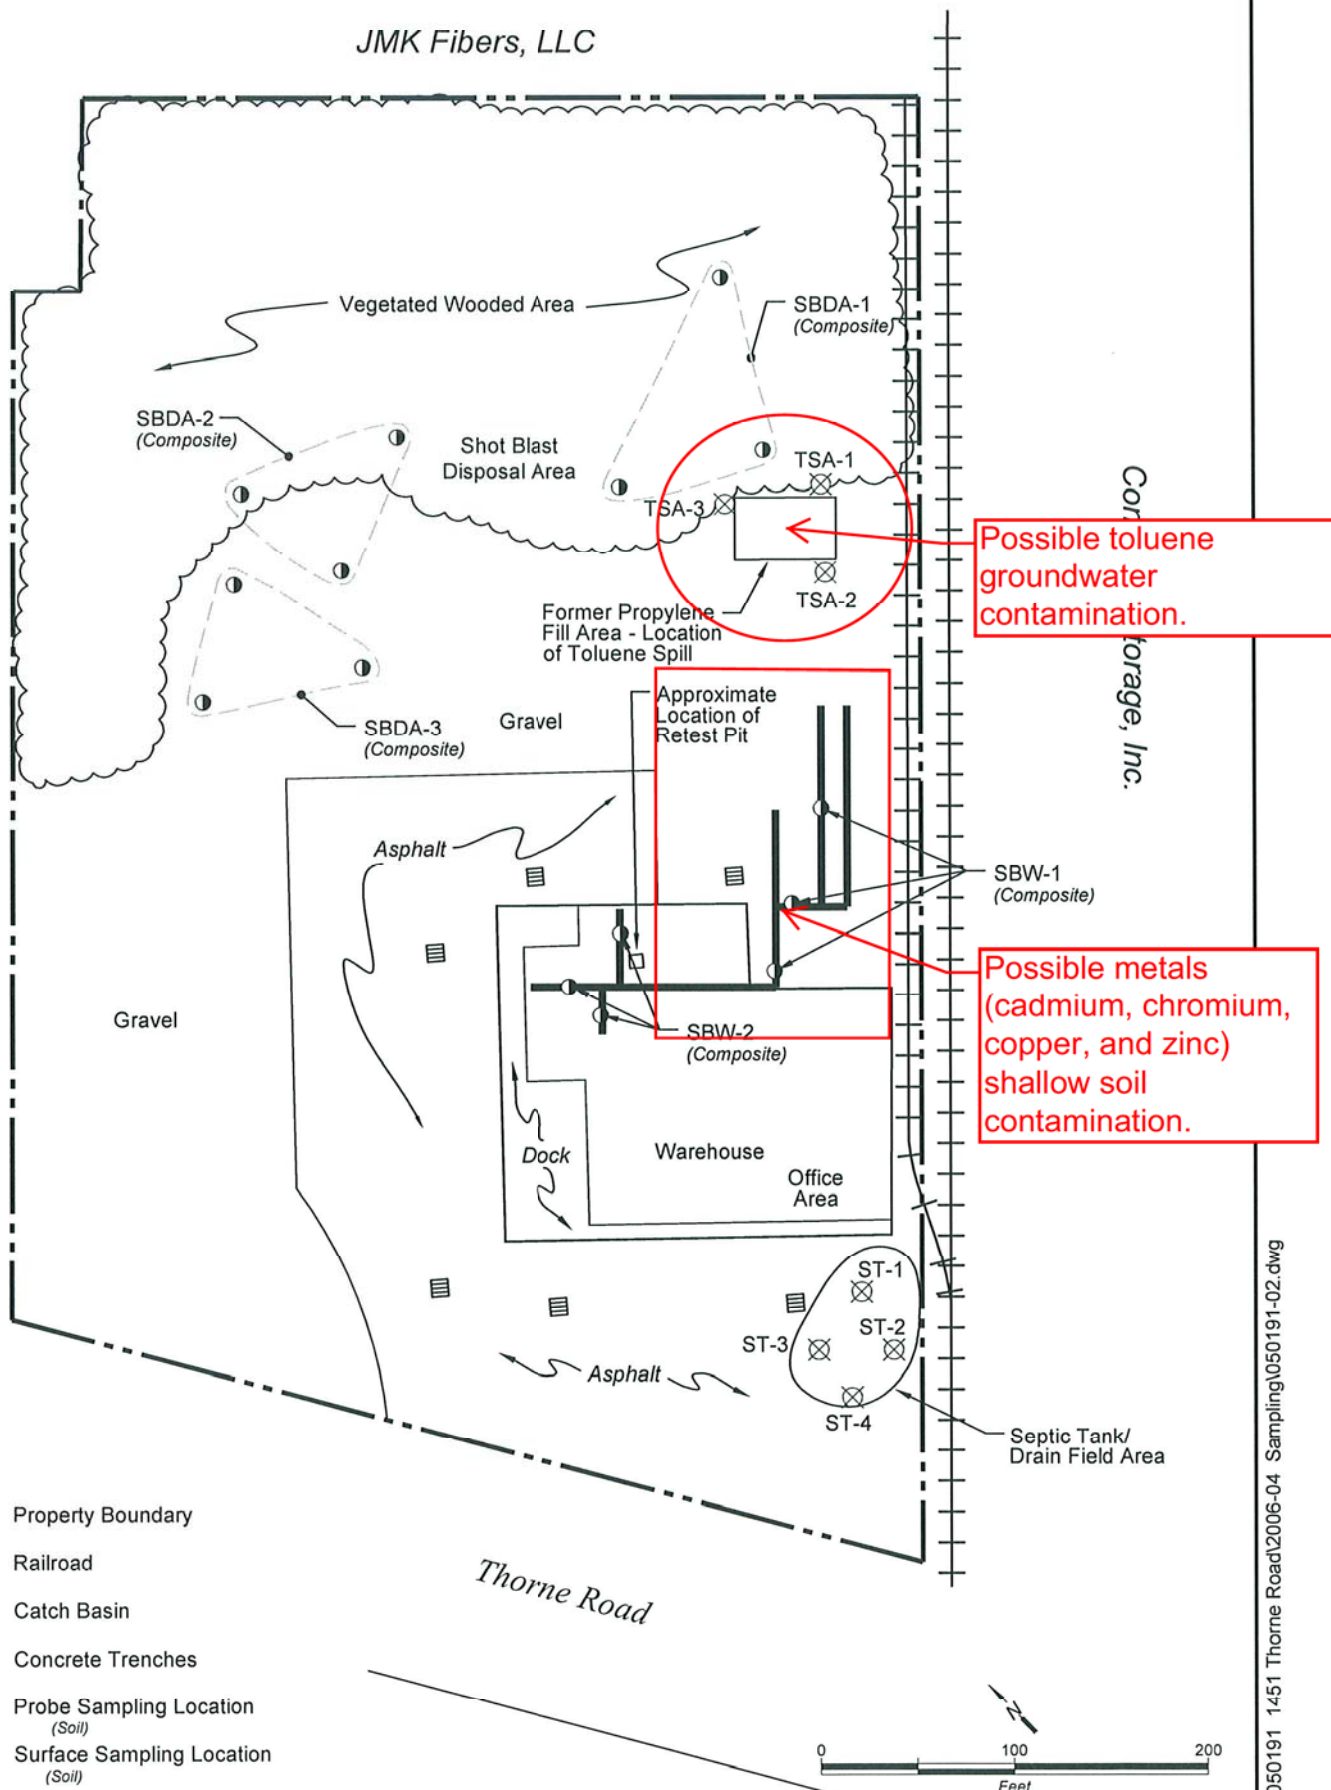 JMK Fibers, LLC
Vegetated Wooded Area
SBDA-1
(Composite)
SBDA-2
(Composite)
Shot Blast
Disposal Area
TSA-1
TSA-3
TSA-2
Possible toluene
groundwater
contamination.
Former Propylene
Fill Area - Location
of Toluene Spill
Storage, Inc.
Approximate
Location of
Retest Pit
SBDA-3
(Composite)
Gravel
Asphalt
SBW-1
(Composite)
Possible metals
(cadmium, chromium,
copper, and zinc)
shallow soil
contamination.
Gravel
SBW-2
(Composite)
Dock
Warehouse
Office
Area
ST-1
ST-2
ST-3
ST-4
Asphalt
Septic Tank/
Drain Field Area
Property Boundary
Railroad
Catch Basin
Concrete Trenches
Probe Sampling Location
(Soil)
Surface Sampling Location
(Soil)
Thorne Road
N
0 100 200
Feet
050191 1451 Thorne Road\2006-04 Sampling\050191-02.dwg